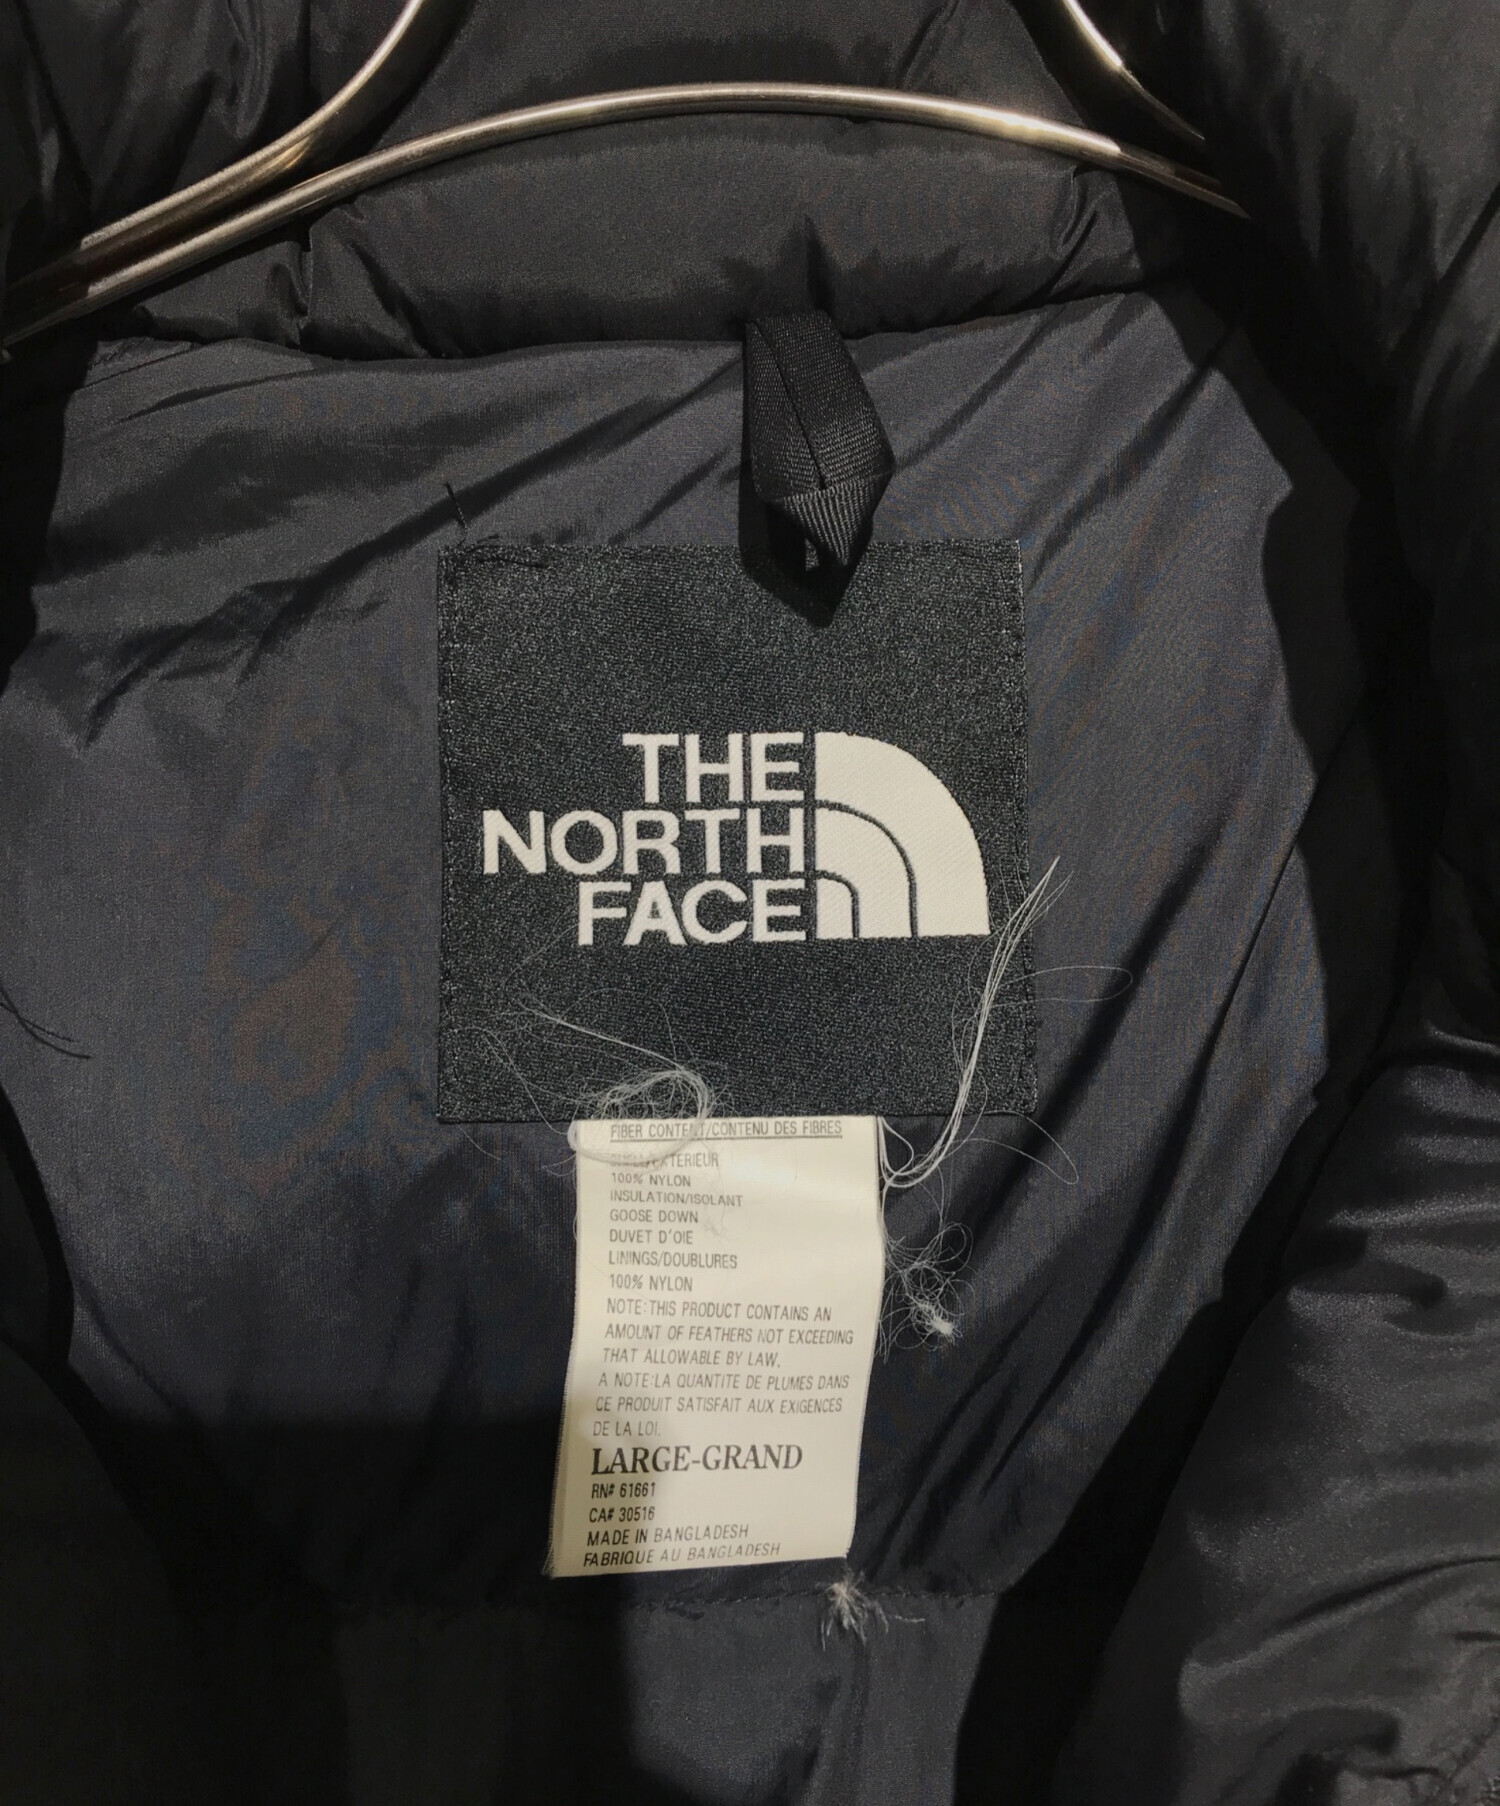 THE
NORTH
FACE
FIBER CONTENT/CONTENU DES FIBRES
SHELL/EXTERIEUR
100% NYLON
INSULATION/ISOLANT
GOOSE DOWN
DUVET D'OIE
LININGS/DOUBLURES
100% NYLON
NOTE:THIS PRODUCT CONTAINS AN
AMOUNT OF FEATHERS NOT EXCEEDING
THAT ALLOWABLE BY LAW.
A NOTE:LA QUANTITE DE PLUMES DANS
CE PRODUIT SATISFAIT AUX EXIGENCES
DE LA LOI.
LARGE-GRAND
RN# 61661
CA# 30516
MADE IN BANGLADESH
FABRIQUE AU BANGLADESH